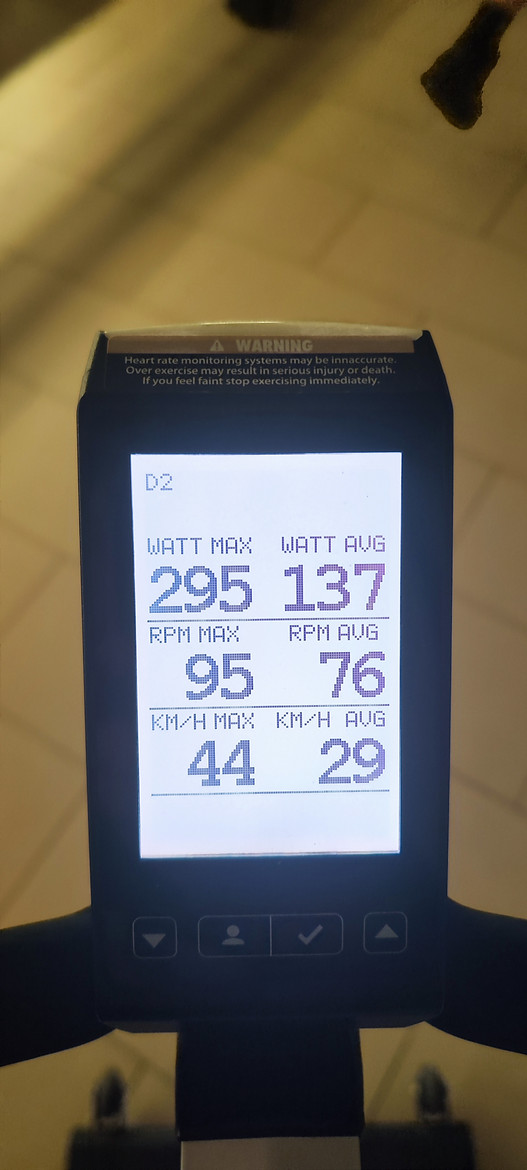 WARNING
Heart rate monitoring systems may be innaccurate.
Over exercise may result in serious injury or death.
If you feel faint stop exercising immediately.
D2
WATT MAX WATT AVG
295 137
RPM MAX RPM AVG
95 76
KM/H MAX KM/H AVG
44 29